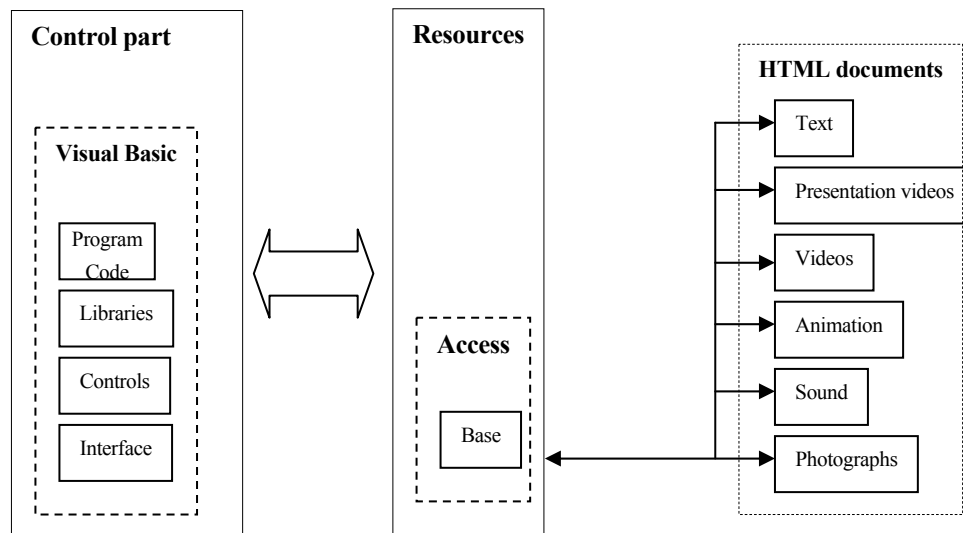 Control part
Visual Basic
Program
Code
Libraries
Controls
Interface
Resources
Access
Base
HTML documents
Text
Presentation videos
Videos
Animation
Sound
Photographs